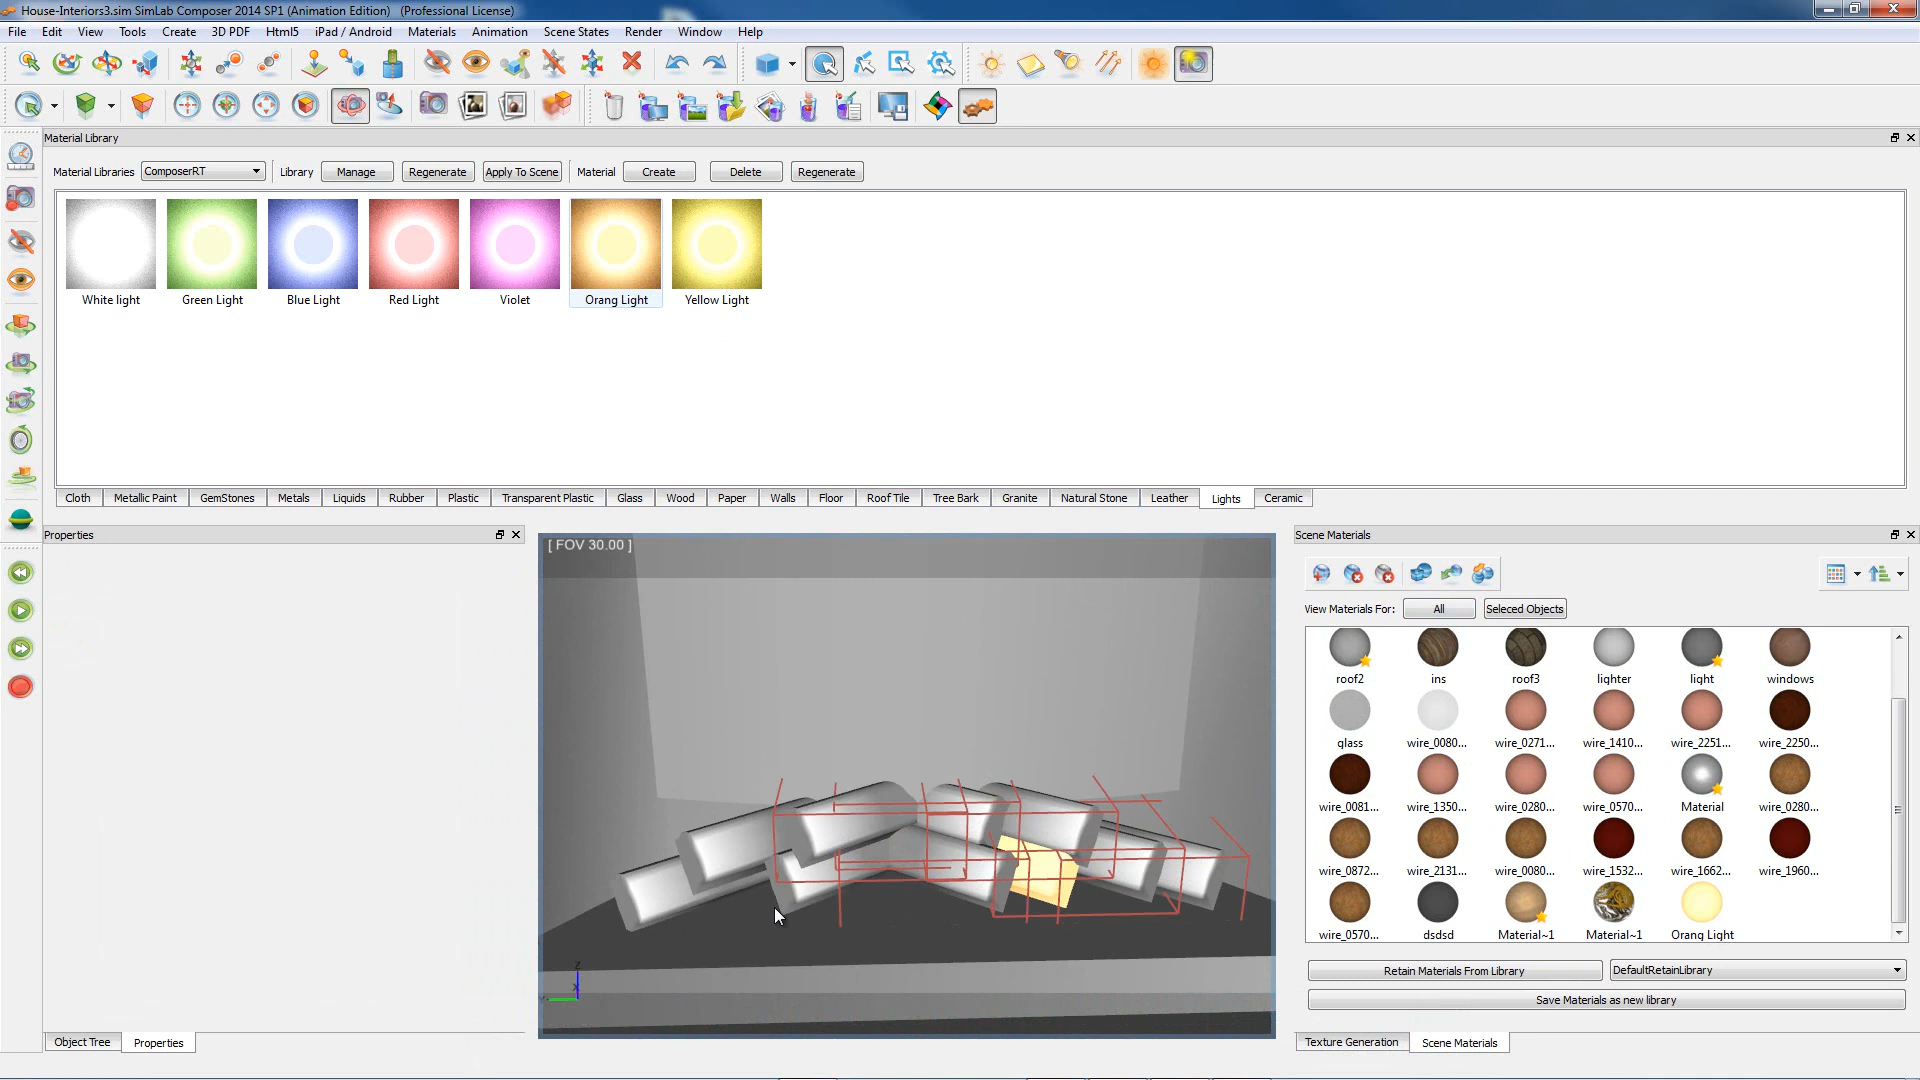 House-Interiors3.sim SimLab Composer 2014 SP1 (Animation Edition)   (Professional License)
File Edit View Tools Create 3D PDF Html5 iPad / Android Materials Animation Scene States Render Window Help
Material Library
Material Libraries ComposerRT Library Manage Regenerate Apply To Scene Material Create Delete Regenerate
White light Green Light Blue Light Red Light Violet Orang Light Yellow Light
Cloth Metallic Paint GemStones Metals Liquids Rubber Plastic Transparent Plastic Glass Wood Paper Walls Floor Roof Tile Tree Bark Granite Natural Stone Leather Lights Ceramic
Properties
[ FOV 30.00 ]
Scene Materials
View Materials For: All Seleced Objects
roof2 ins roof3 lighter light windows
glass wire_0080... wire_0271... wire_1410... wire_2251... wire_2250...
wire_0081... wire_1350... wire_0280... wire_0570... Material wire_0280...
wire_0872... wire_2131... wire_0080... wire_1532... wire_1662... wire_1960...
wire_0570... dsdsd Material~1 Material~1 Orang Light
Z
X
Retain Materials From Library DefaultRetainLibrary
Save Materials as new library
Object Tree Properties
Texture Generation Scene Materials